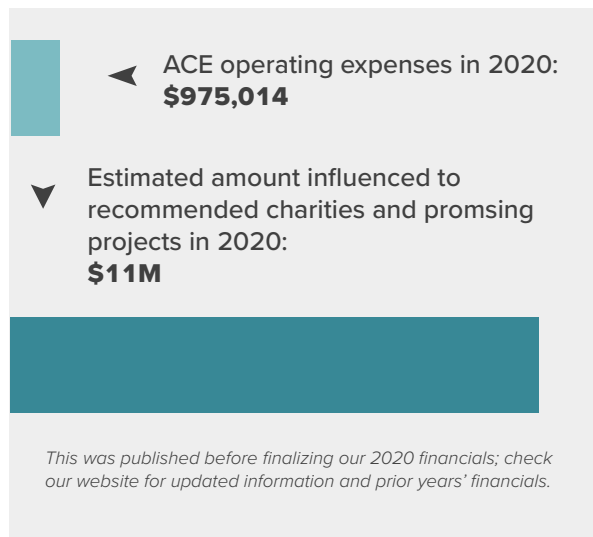 ACE operating expenses in 2020:
$975,014
Estimated amount influenced to
recommended charities and promsing
projects in 2020:
$11M
This was published before finalizing our 2020 financials; check
our website for updated information and prior years’ financials.